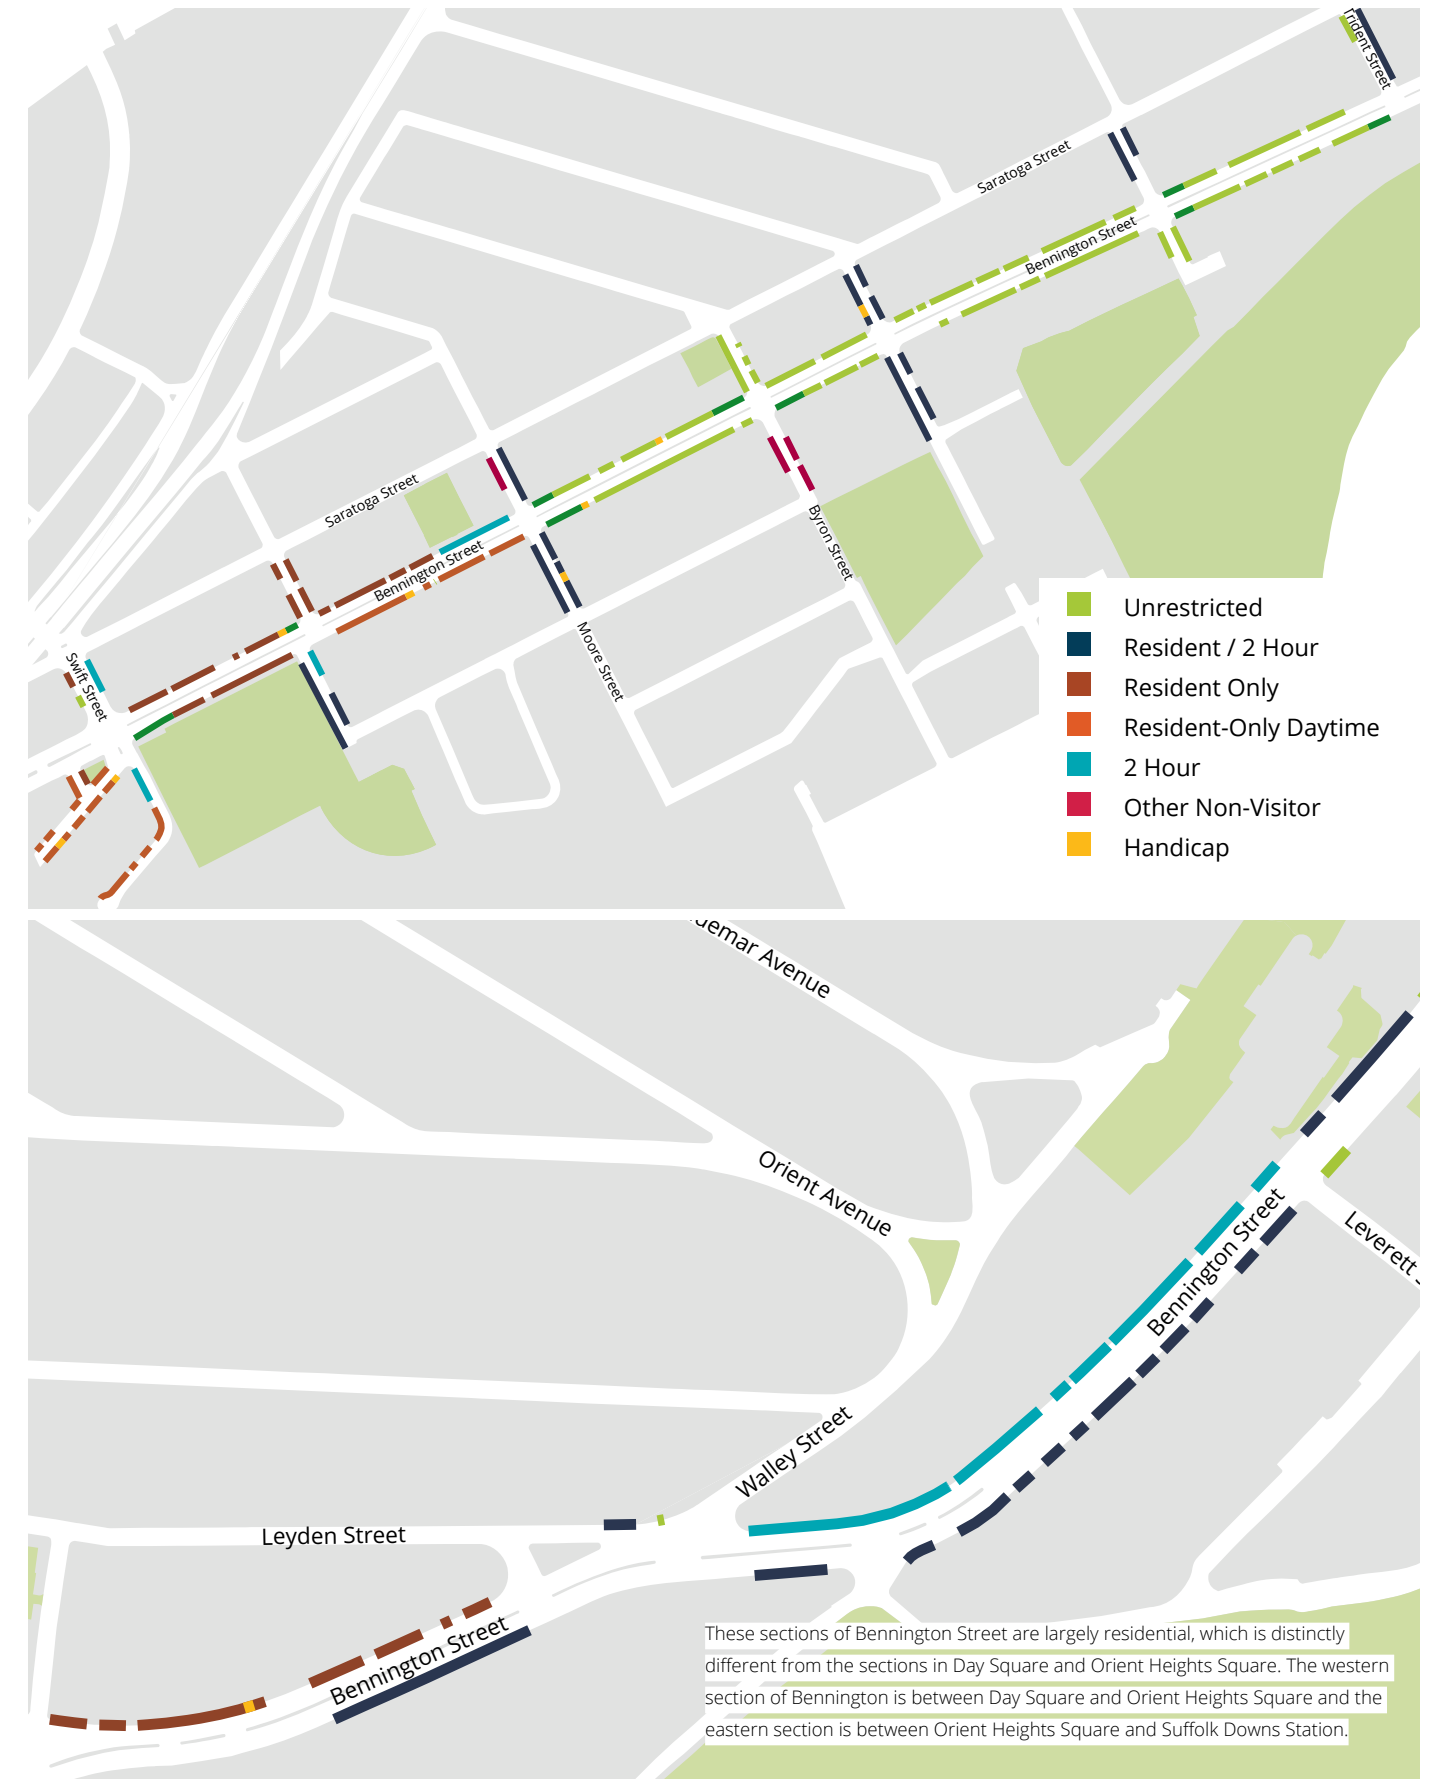 Trident Street
Saratoga Street
Bennington Street
Saratoga Street
Bennington Street
Byron Street
Moore Street
Swift Street
Unrestricted
Resident / 2 Hour
Resident Only
Resident-Only Daytime
2 Hour
Other Non-Visitor
Handicap
demar Avenue
Orient Avenue
Bennington Street
Leverett S
Walley Street
Leyden Street
Bennington Street
These sections of Bennington Street are largely residential, which is distinctly
different from the sections in Day Square and Orient Heights Square. The western
section of Bennington is between Day Square and Orient Heights Square and the
eastern section is between Orient Heights Square and Suffolk Downs Station.